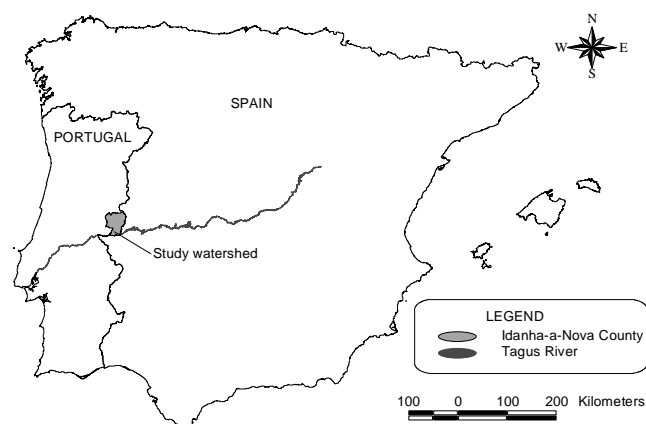 N
W E
S
SPAIN
PORTUGAL
Study watershed
LEGEND
Idanha-a-Nova County
Tagus River
100 0 100 200 Kilometers